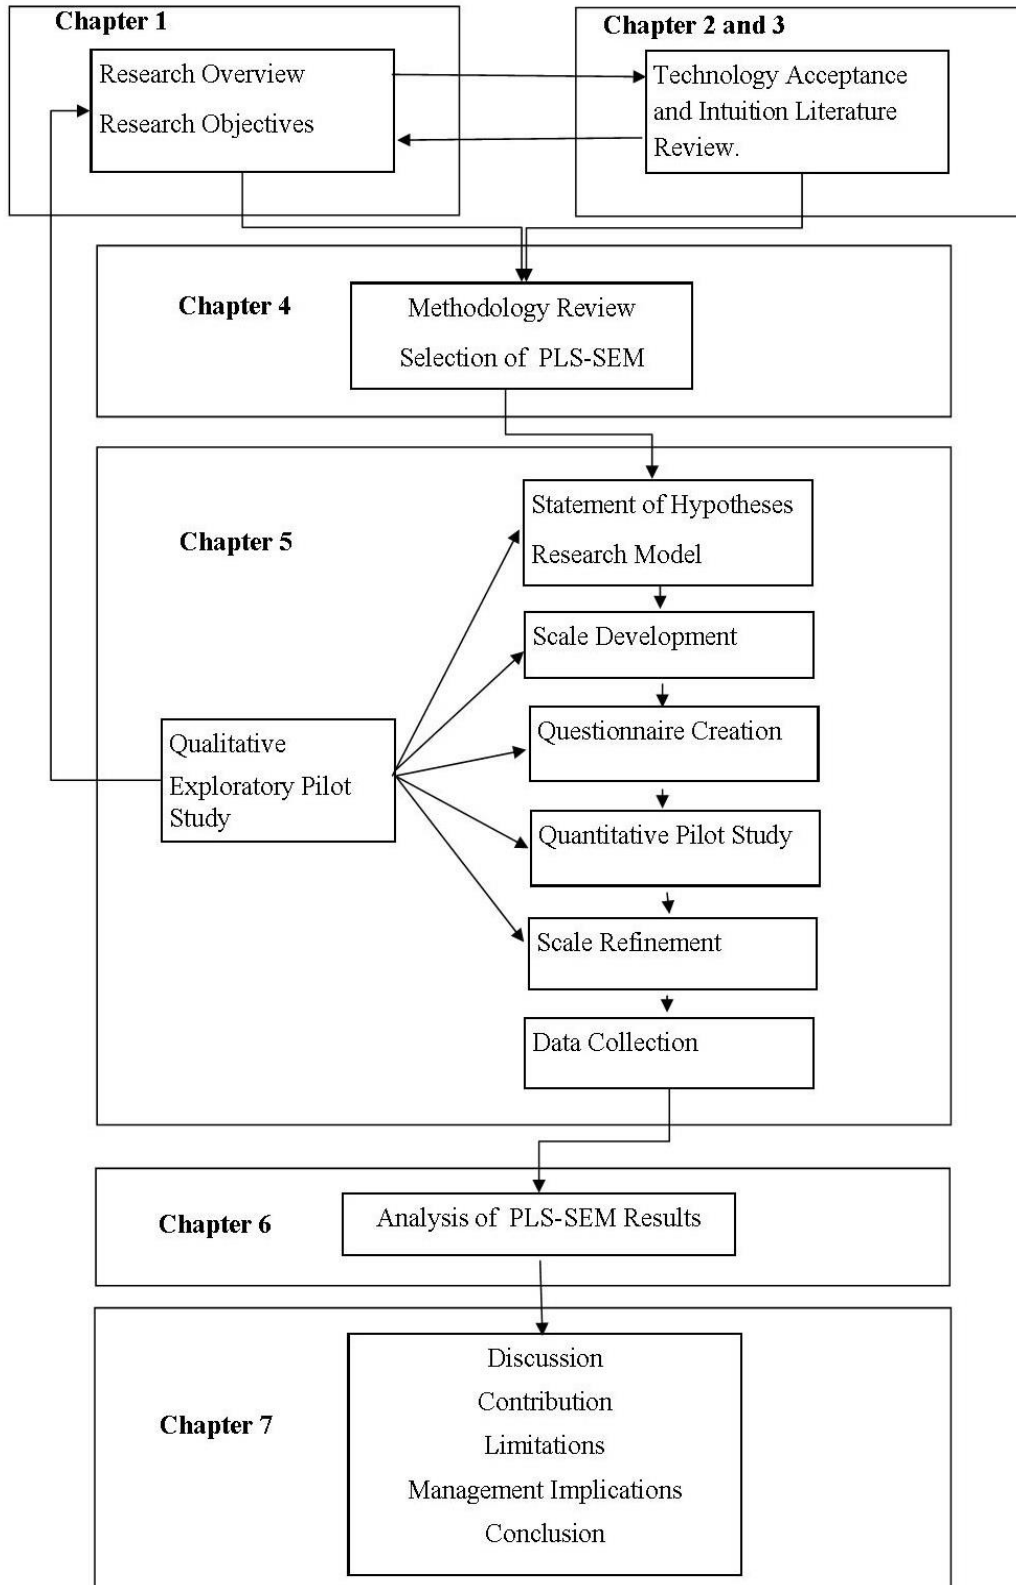 Chapter 1
Research Overview
Research Objectives
Chapter 2 and 3
Technology Acceptance
and Intuition Literature
Review.
Chapter 4
Methodology Review
Selection of PLS-SEM
Chapter 5
Statement of Hypotheses
Research Model
Scale Development
Questionnaire Creation
Qualitative
Exploratory Pilot
Study
Quantitative Pilot Study
Scale Refinement
Data Collection
Chapter 6
Analysis of PLS-SEM Results
Chapter 7
Discussion
Contribution
Limitations
Management Implications
Conclusion